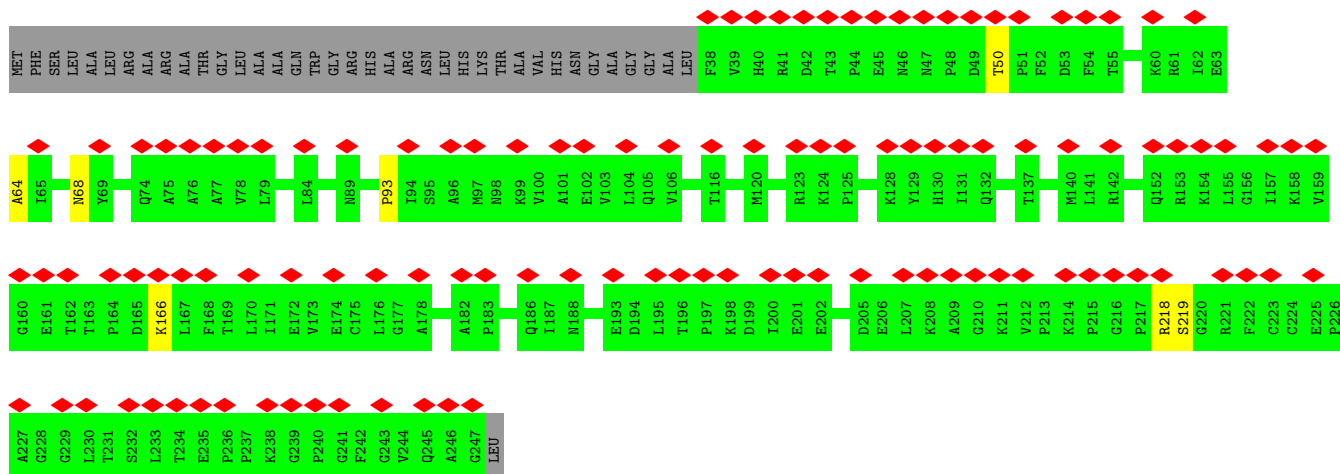 MET PHE SER LEU ALA LEU ARG ALA ARG ALA THR GLY LEU ALA ALA GLN TRP GLY ARG HIS ALA ARG ASN LEU HIS LYS THR ALA VAL HIS ASN GLY ALA GLY GLY ALA LEU F38 V39 H40 R41 D42 T43 P44 E45 N46 N47 P48 D49 T50 P51 F52 D53 F54 T55 K60 R61 I62 E63
A64 I65 N68 Y69 Q74 A75 A76 A77 V78 L79 L84 N89 P93 I94 S95 A96 M97 N98 K99 V100 A101 E102 V103 L104 Q105 V106 T116 M120 R123 K124 P125 K128 Y129 H130 I131 Q132 T137 M140 L141 R142 Q152 R153 K154 L155 G156 I157 K158 V159
G160 E161 T162 T163 P164 D165 K166 L167 F168 T169 L170 I171 E172 V173 E174 C175 L176 G177 A178 A182 P183 Q186 I187 N188 E193 D194 L195 T196 P197 K198 D199 I200 E201 E202 D205 E206 L207 K208 A209 G210 K211 V212 P213 K214 P215 G216 P217 R218 S219 G220 R221 F222 C223 C224 E225 P226
A227 G228 G229 L230 T231 S232 L233 T234 E235 P236 P237 K238 G239 P240 G241 F242 G243 V244 Q245 A246 G247 LEU